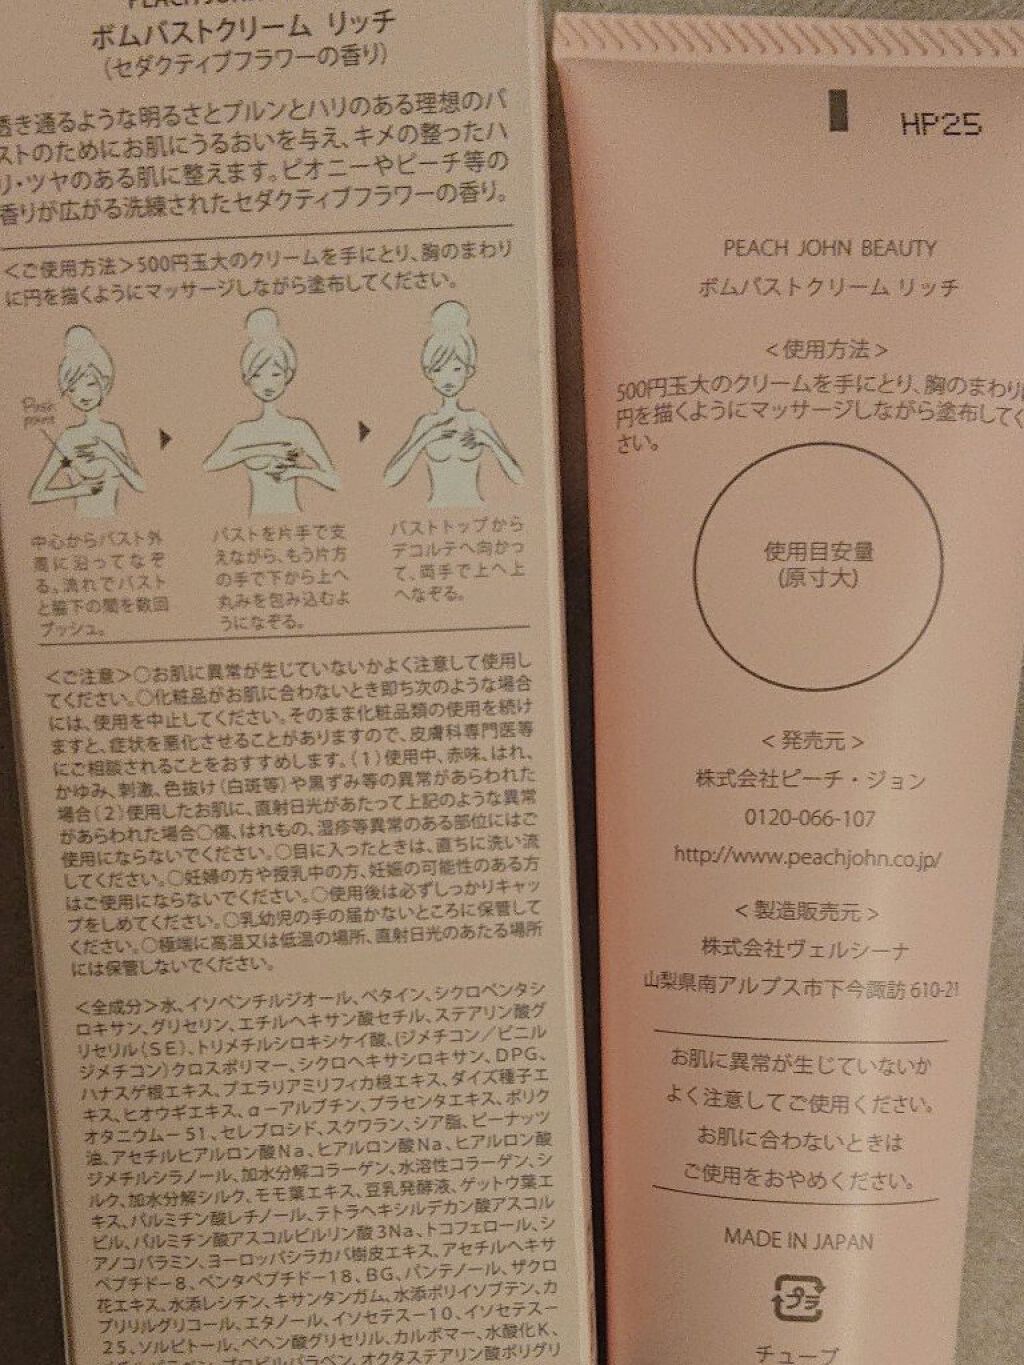 PEACH JOHN
ボムバストクリーム リッチ
(セダクティブフラワーの香り)
透き通るような明るさとプルンとハリのある理想のバ
ストのためにお肌にうるおいを与え、キメの整ったハ
リ・ツヤのある肌に整えます。ピオニーやピーチ等の
香りが広がる洗練されたセダクティブフラワーの香り。
<ご使用方法>500円玉大のクリームを手にとり、胸のまわり
に円を描くようにマッサージしながら塗布してください。
Push
point
中心からバスト外
周に沿ってなぞ
る。流れでバスト
と脇下の間を数回
プッシュ。
バストを片手で支
えながら、もう片方
の手で下から上へ
丸みを包み込むよ
うになぞる。
バストトップから
デコルテへ向かっ
て、両手で上へ上
へなぞる。
<ご注意>○お肌に異常が生じていないかよく注意して使用し
てください。○化粧品がお肌に合わないとき即ち次のような場合
には、使用を中止してください。そのまま化粧品類の使用を続け
ますと、症状を悪化させることがありますので、皮膚科専門医等
にご相談されることをおすすめします。(1)使用中、赤味、はれ、
かゆみ、刺激、色抜け(白斑等)や黒ずみ等の異常があらわれた
場合(2)使用したお肌に、直射日光があたって上記のような異常
があらわれた場合○傷、はれもの、湿疹等異常のある部位にはご
使用にならないでください。○目に入ったときは、直ちに洗い流
してください。○妊婦の方や授乳中の方、妊娠の可能性のある方
はご使用にならないでください。○使用後は必ずしっかりキャッ
プをしめてください。○乳幼児の手の届かないところに保管して
ください。○極端に高温又は低温の場所、直射日光のあたる場所
には保管しないでください。
<全成分>水、イソペンチルジオール、ベタイン、シクロペンタシ
ロキサン、グリセリン、エチルヘキサン酸セチル、ステアリン酸グ
リセリル(SE)、トリメチルシロキシケイ酸、(ジメチコン/ビニル
ジメチコン)クロスポリマー、シクロヘキサシロキサン、DPG、
ハナスゲ根エキス、プエラリアミリフィカ根エキス、ダイズ種子エ
キス、ヒオウギエキス、α-アルブチン、プラセンタエキス、ポリク
オタニウム-51、セレブロシド、スクワラン、シア脂、ピーナッツ
油、アセチルヒアルロン酸Na、ヒアルロン酸Na、ヒアルロン酸
ジメチルシラノール、加水分解コラーゲン、水溶性コラーゲン、シ
ルク、加水分解シルク、モモ葉エキス、豆乳発酵液、ゲットウ葉エ
キス、パルミチン酸レチノール、テトラヘキシルデカン酸アスコル
ビル、パルミチン酸アスコルビルリン酸3Na、トコフェロール、シ
アノコバラミン、ヨーロッパシラカバ樹皮エキス、アセチルヘキサ
ペプチド-8、ペンタペプチド-18、BG、パンテノール、ザクロ
花エキス、水添レシチン、キサンタンガム、水添ポリイソブテン、カ
プリリルグリコール、エタノール、イソセテス-10、イソセテス-
25、ソルビトール、ベヘン酸グリセリル、カルボマー、水酸化K、
プロピルパラベン、オクタステアリン酸ポリグリ
HP25
PEACH JOHN BEAUTY
ボムバストクリーム リッチ
<使用方法>
500円玉大のクリームを手にとり、胸のまわりに
円を描くようにマッサージしながら塗布してく
さい。
使用目安量
(原寸大)
<発売元>
株式会社ピーチ・ジョン
0120-066-107
http://www.peachjohn.co.jp/
<製造販売元>
株式会社ヴェルシーナ
山梨県南アルプス市下今諏訪 610-21
お肌に異常が生じていないか
よく注意してご使用ください。
お肌に合わないときは
ご使用をおやめください。
MADE IN JAPAN
プラ
チューブ